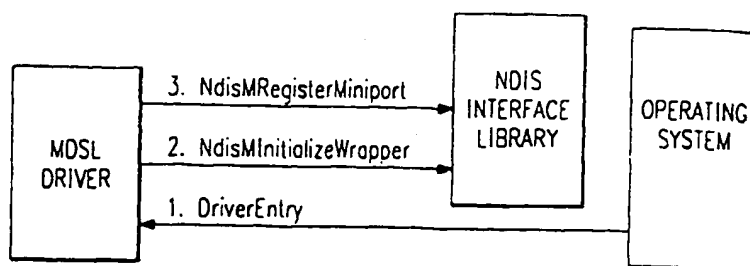 MDSL
DRIVER
3. NdisMRegisterMiniport
2. NdisMInitializeWrapper
1. DriverEntry
NDIS
INTERFACE
LIBRARY
OPERATING
SYSTEM